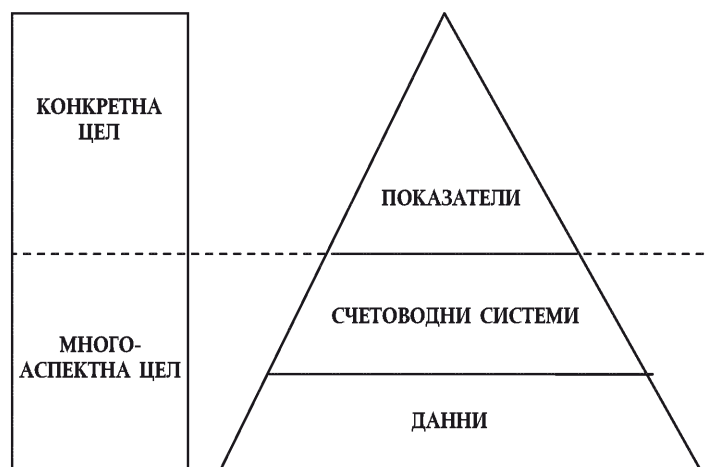 КОНКРЕТНА
ЦЕЛ
ПОКАЗАТЕЛИ
СЧЕТОВОДНИ СИСТЕМИ
МНОГО-
АСПЕКТНА ЦЕЛ
ДАННИ